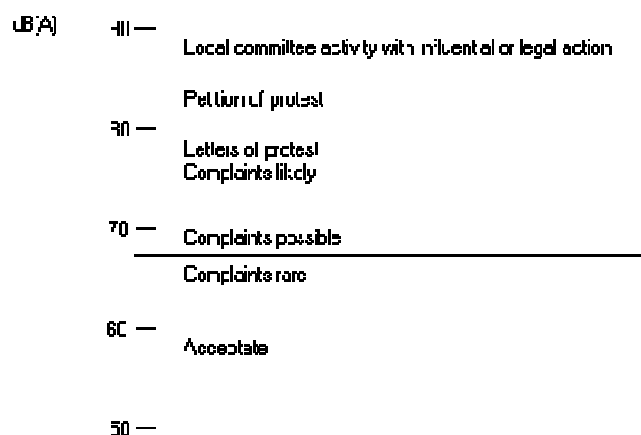 dB(A)
Local committee activity with influential or legal action
Petition of protest
80
Letters of protest
Complaints likely
70
Complaints possible
Complaints rare
60
50